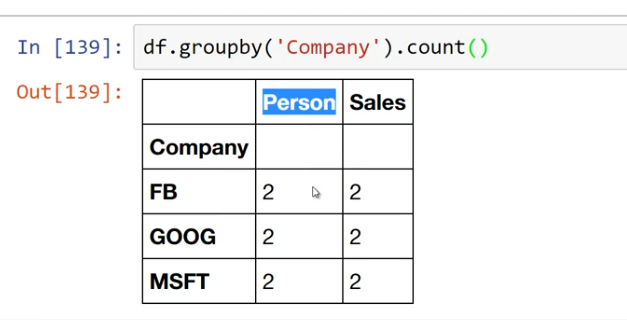 In [139]: df.groupby('Company').count()
Out[139]:
Person Sales
Company
FB 2 2
GOOG 2 2
MSFT 2 2